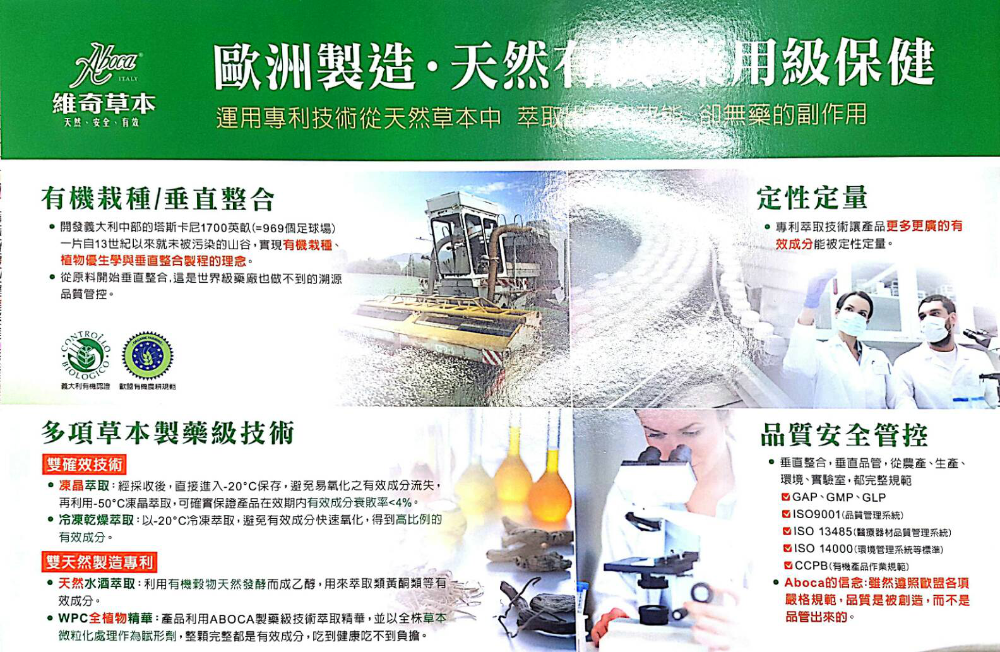 Aboca
ITALY
維奇草本
天然、安全、有效
歐洲製造・天然有機 藥用級保健
運用專利技術從天然草本中 萃取 卻無藥的副作用
有機栽種/垂直整合
• 開發義大利中部的塔斯卡尼1700英畝(=969個足球場)
一片自13世紀以來就未被污染的山谷，實現有機栽種、
植物優生學與垂直整合製程的理念。
• 從原料開始垂直整合,這是世界級藥廠也做不到的溯源
品質管控。
CONTROLLO
BIOLOGICO
ORGANIC FARMING
義大利有機認證 歐盟有機農耕規範
定性定量
• 專利萃取技術讓產品更多更廣的有
效成分能被定性定量。
多項草本製藥級技術
雙確效技術
• 凍晶萃取：經採收後，直接進入-20°C保存，避免易氧化之有效成分流失，
再利用-50°C凍晶萃取，可確實保證產品在效期內有效成分衰敗率<4%。
• 冷凍乾燥萃取：以-20°C冷凍萃取，避免有效成分快速氧化，得到高比例的
有效成分。
雙天然製造專利
• 天然水酒萃取：利用有機穀物天然發酵而成乙醇，用來萃取類黃酮類等有
效成分。
• WPC全植物精華：產品利用ABOCA製藥級技術萃取精華，並以全株草本
微粒化處理作為賦形劑，整顆完整都是有效成分，吃到健康吃不到負擔。
品質安全管控
• 垂直整合，垂直品管，從農產、生產、
環境、實驗室，都完整規範
GAP、GMP、GLP
ISO9001(品質管理系統)
ISO 13485(醫療器材品質管理系統)
ISO 14000(環境管理系統等標準)
CCPB(有機產品作業規範)
• Aboca的信念:雖然遵照歐盟各項
嚴格規範，品質是被創造，而不是
品管出來的。